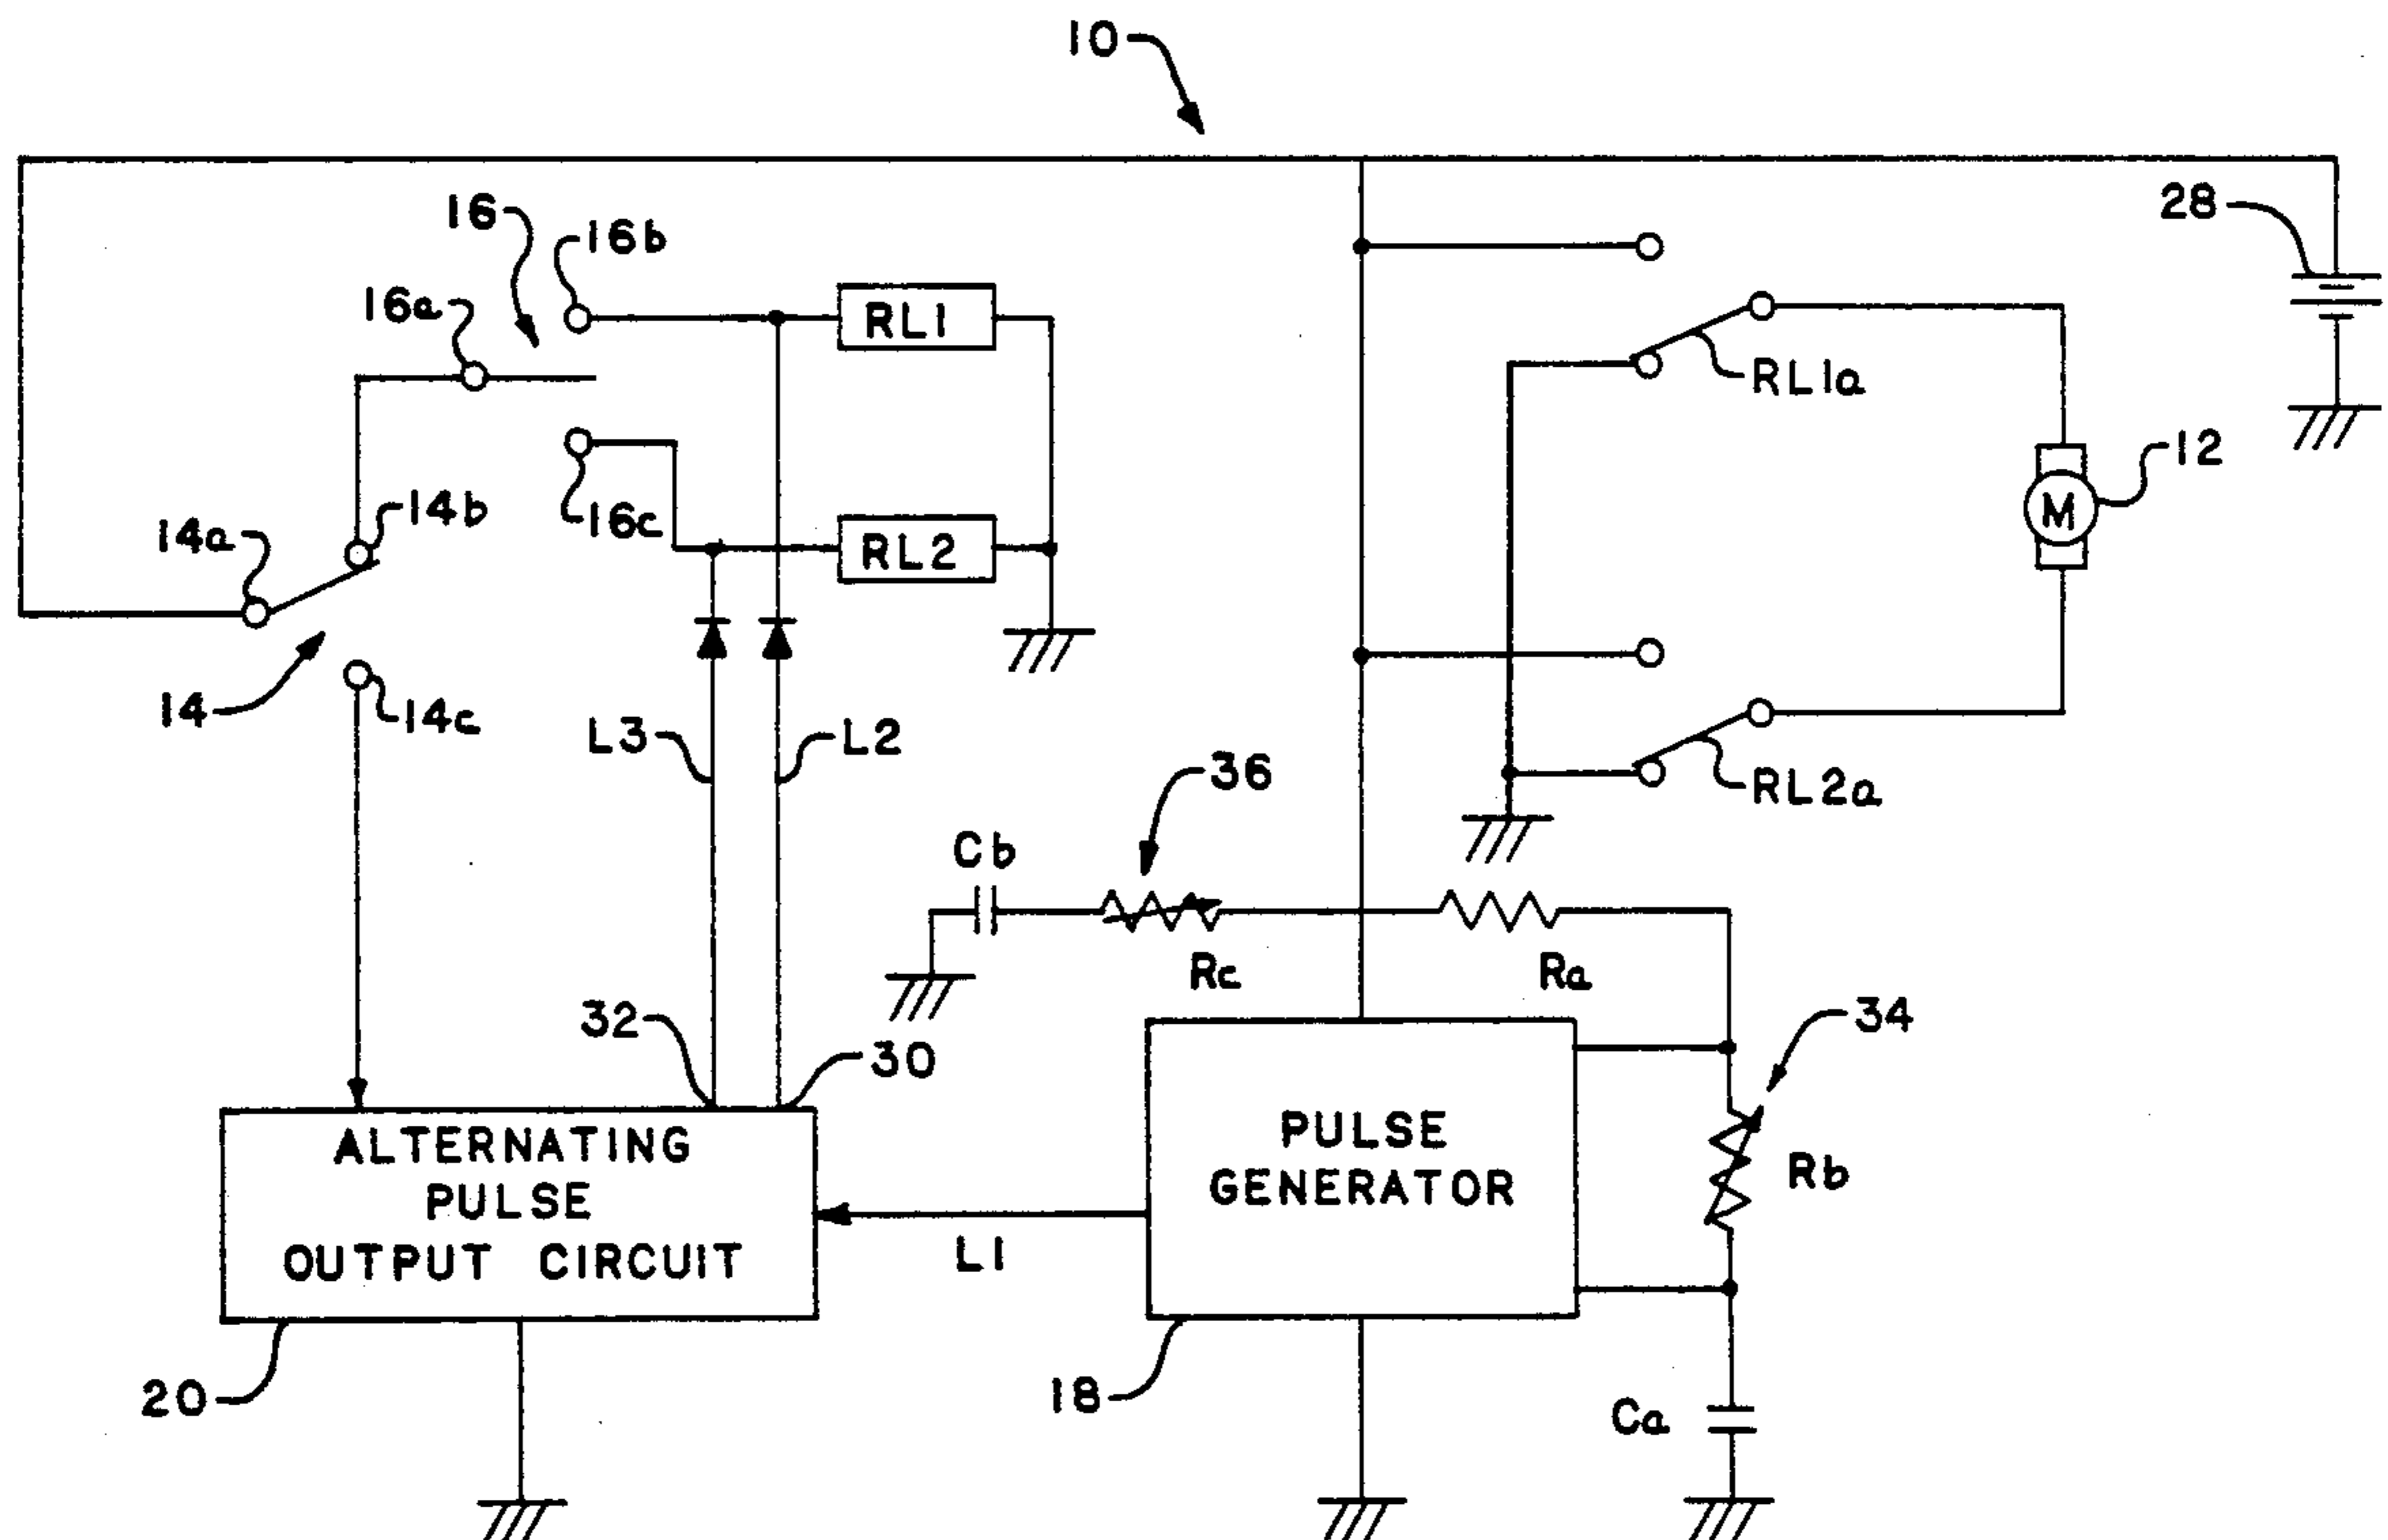 10
28
16
16b
16a
RL1
RL1a
12
M
14b
16c
14a
RL2
14
14c
L3
L2
36
RL2a
Cb
Rc
Ra
32
30
34
ALTERNATING
PULSE
OUTPUT CIRCUIT
PULSE
GENERATOR
Rb
L1
20
18
Ca